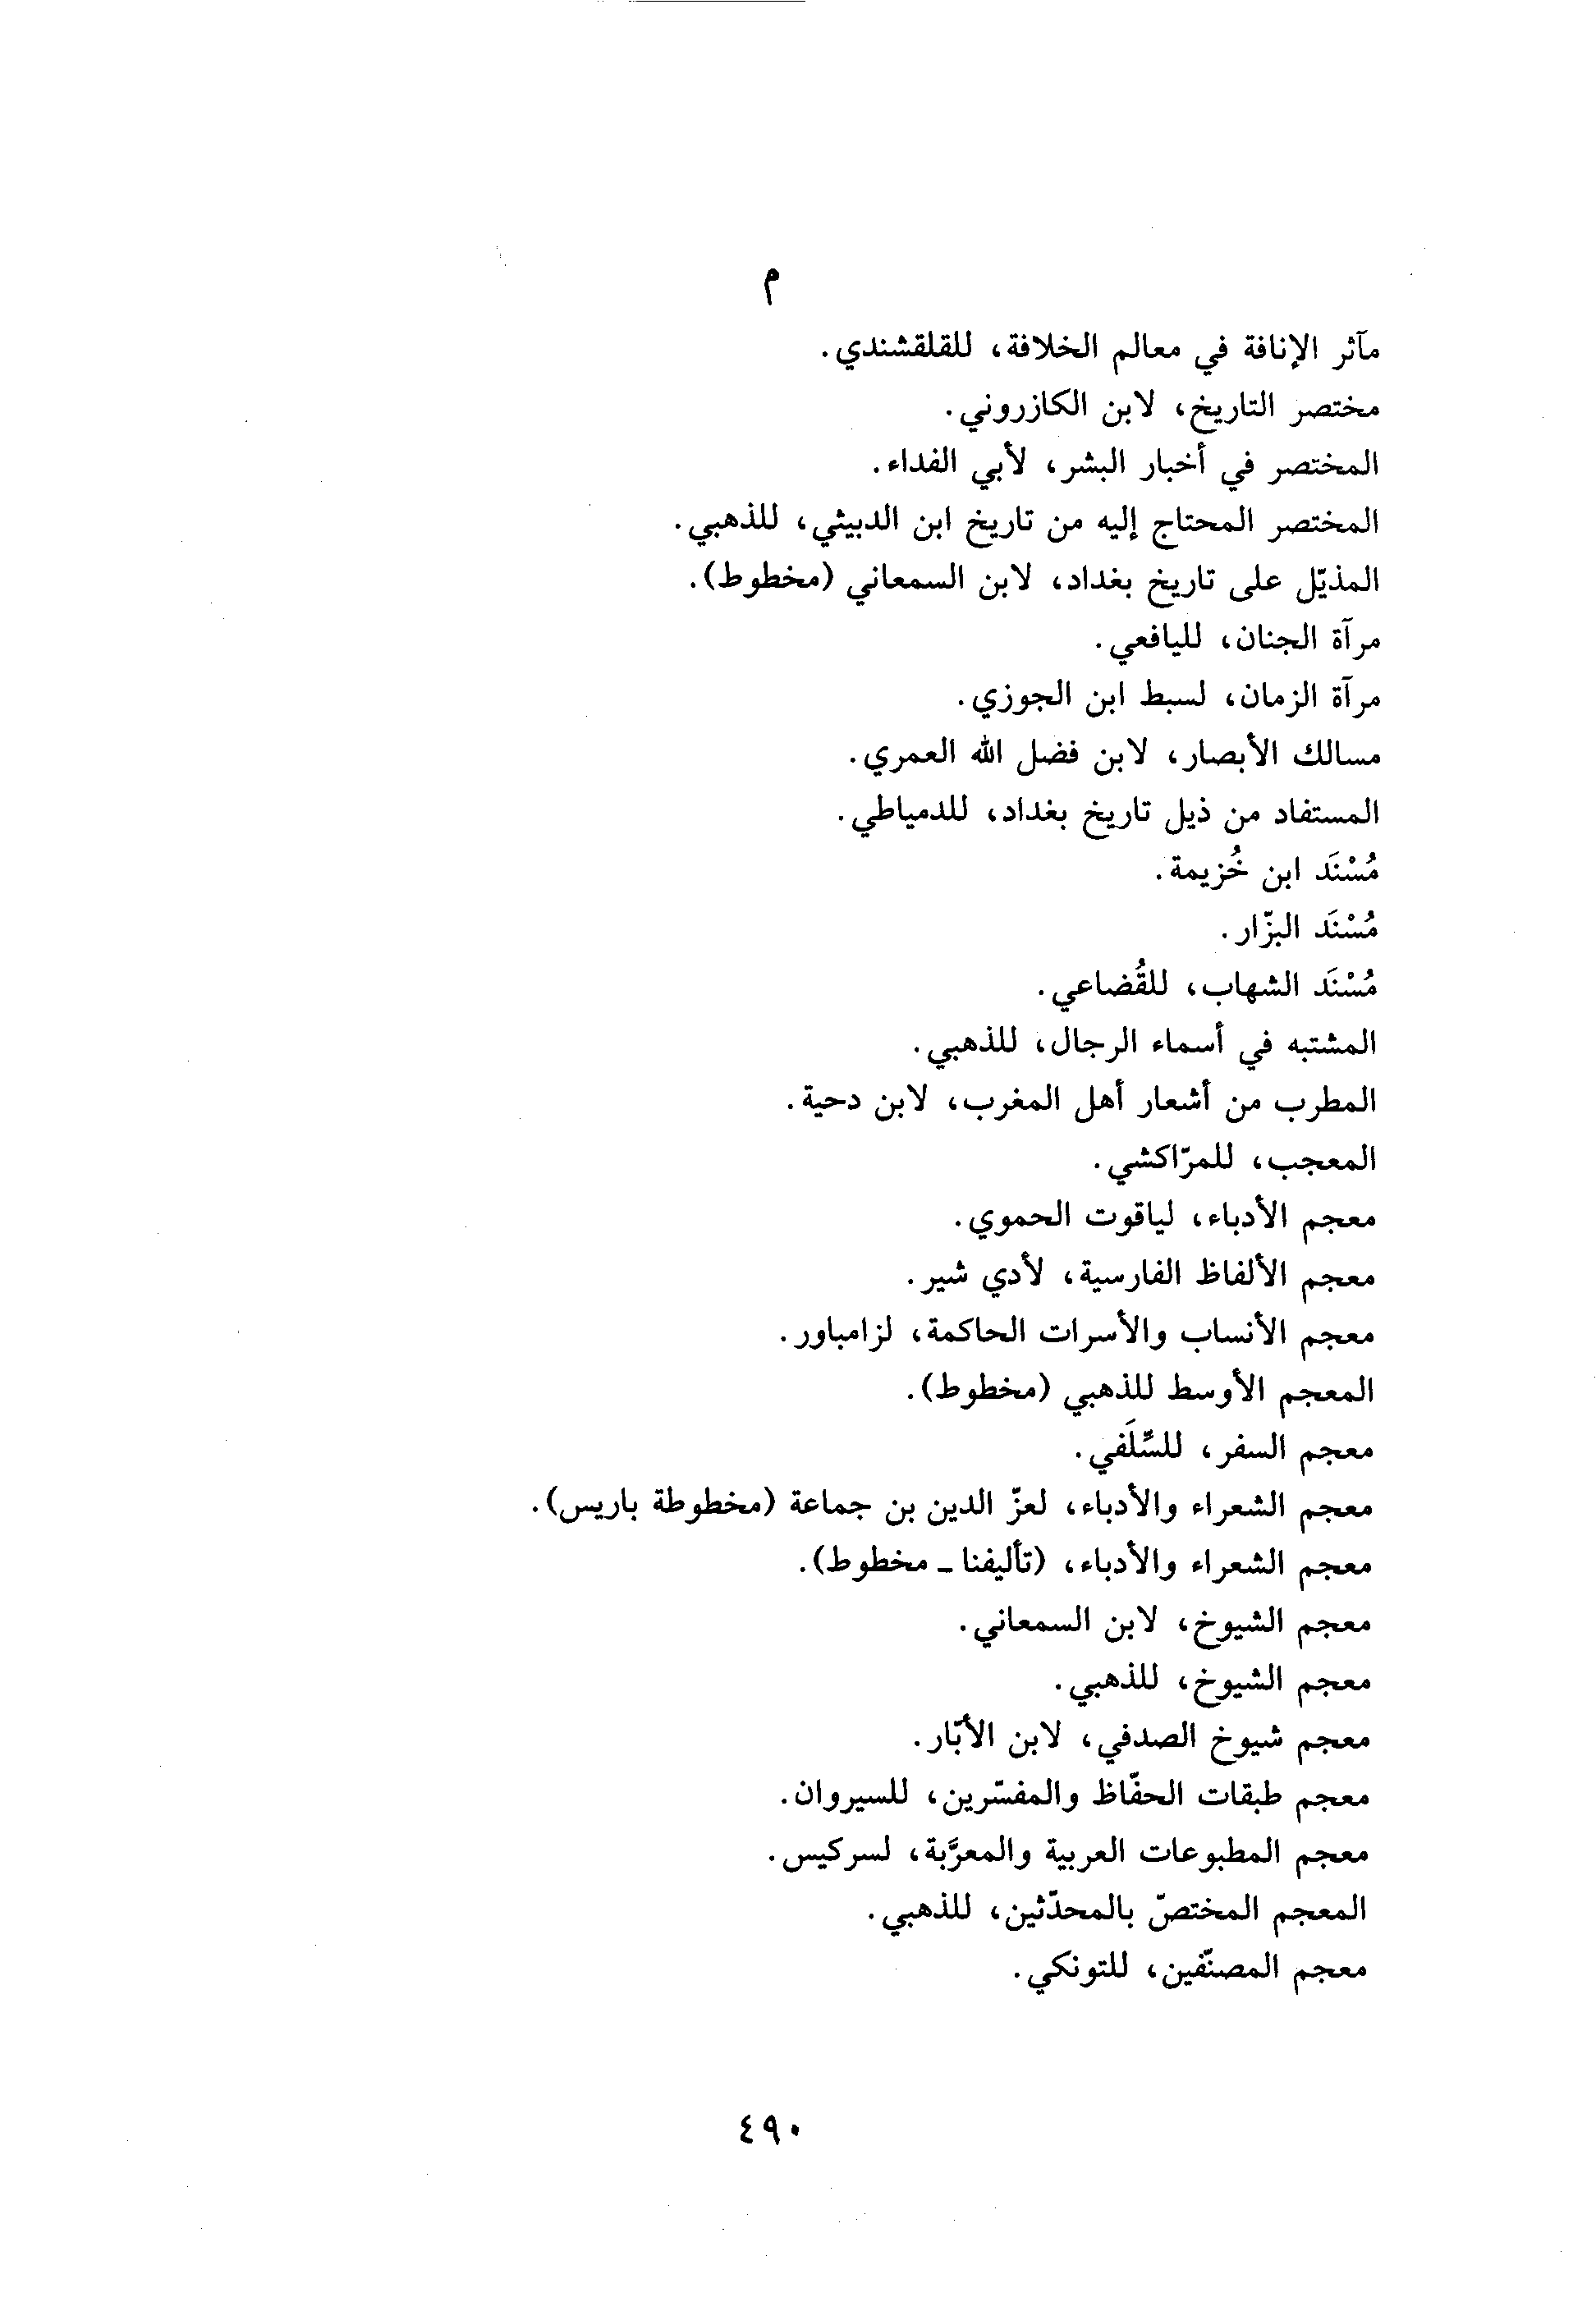 م
مآثر الإنافة في معالم الخلافة، للقلقشندي.
مختصر التاريخ، لابن الكازروني.
المختصر في أخبار البشر، لأبي الفداء.
المختصر المحتاج إليه من تاريخ ابن الدبيثي، للذهبي.
المذيّل على تاريخ بغداد، لابن السمعاني (مخطوط).
مرآة الجنان، لليافعي.
مرآة الزمان، لسبط ابن الجوزي.
مسالك الأبصار، لابن فضل الله العمري.
المستفاد من ذيل تاريخ بغداد، للدمياطي.
مُسْنَد ابن خُزيمة.
مُسْنَد البزّار.
مُسْنَد الشهاب، للقُضاعي.
المشتبه في أسماء الرجال، للذهبي.
المطرب من أشعار أهل المغرب، لابن دحية.
المعجب، للمرّاكشي.
معجم الأدباء، لياقوت الحموي.
معجم الألفاظ الفارسية، لأدي شير.
معجم الأنساب والأسرات الحاكمة، لزامباور.
المعجم الأوسط للذهبي (مخطوط).
معجم السفر، للسِّلَفي.
معجم الشعراء والأدباء، لعزّ الدين بن جماعة (مخطوطة باريس).
معجم الشعراء والأدباء، (تأليفنا ـ مخطوط).
معجم الشيوخ، لابن السمعاني.
معجم الشيوخ، للذهبي.
معجم شيوخ الصدفي، لابن الأبّار.
معجم طبقات الحفّاظ والمفسّرين، للسيروان.
معجم المطبوعات العربية والمعرَّبة، لسركيس.
المعجم المختصّ بالمحدّثين، للذهبي.
معجم المصنّفين، للتونكي.
٤٩٠